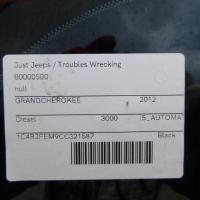 Just Jeeps / Troubles Wrecking
00000500
null
GRANDCHEROKEE 2012
Diesel 3000 (5_AUTOMA
1C4RJFEM9CC321587
Black